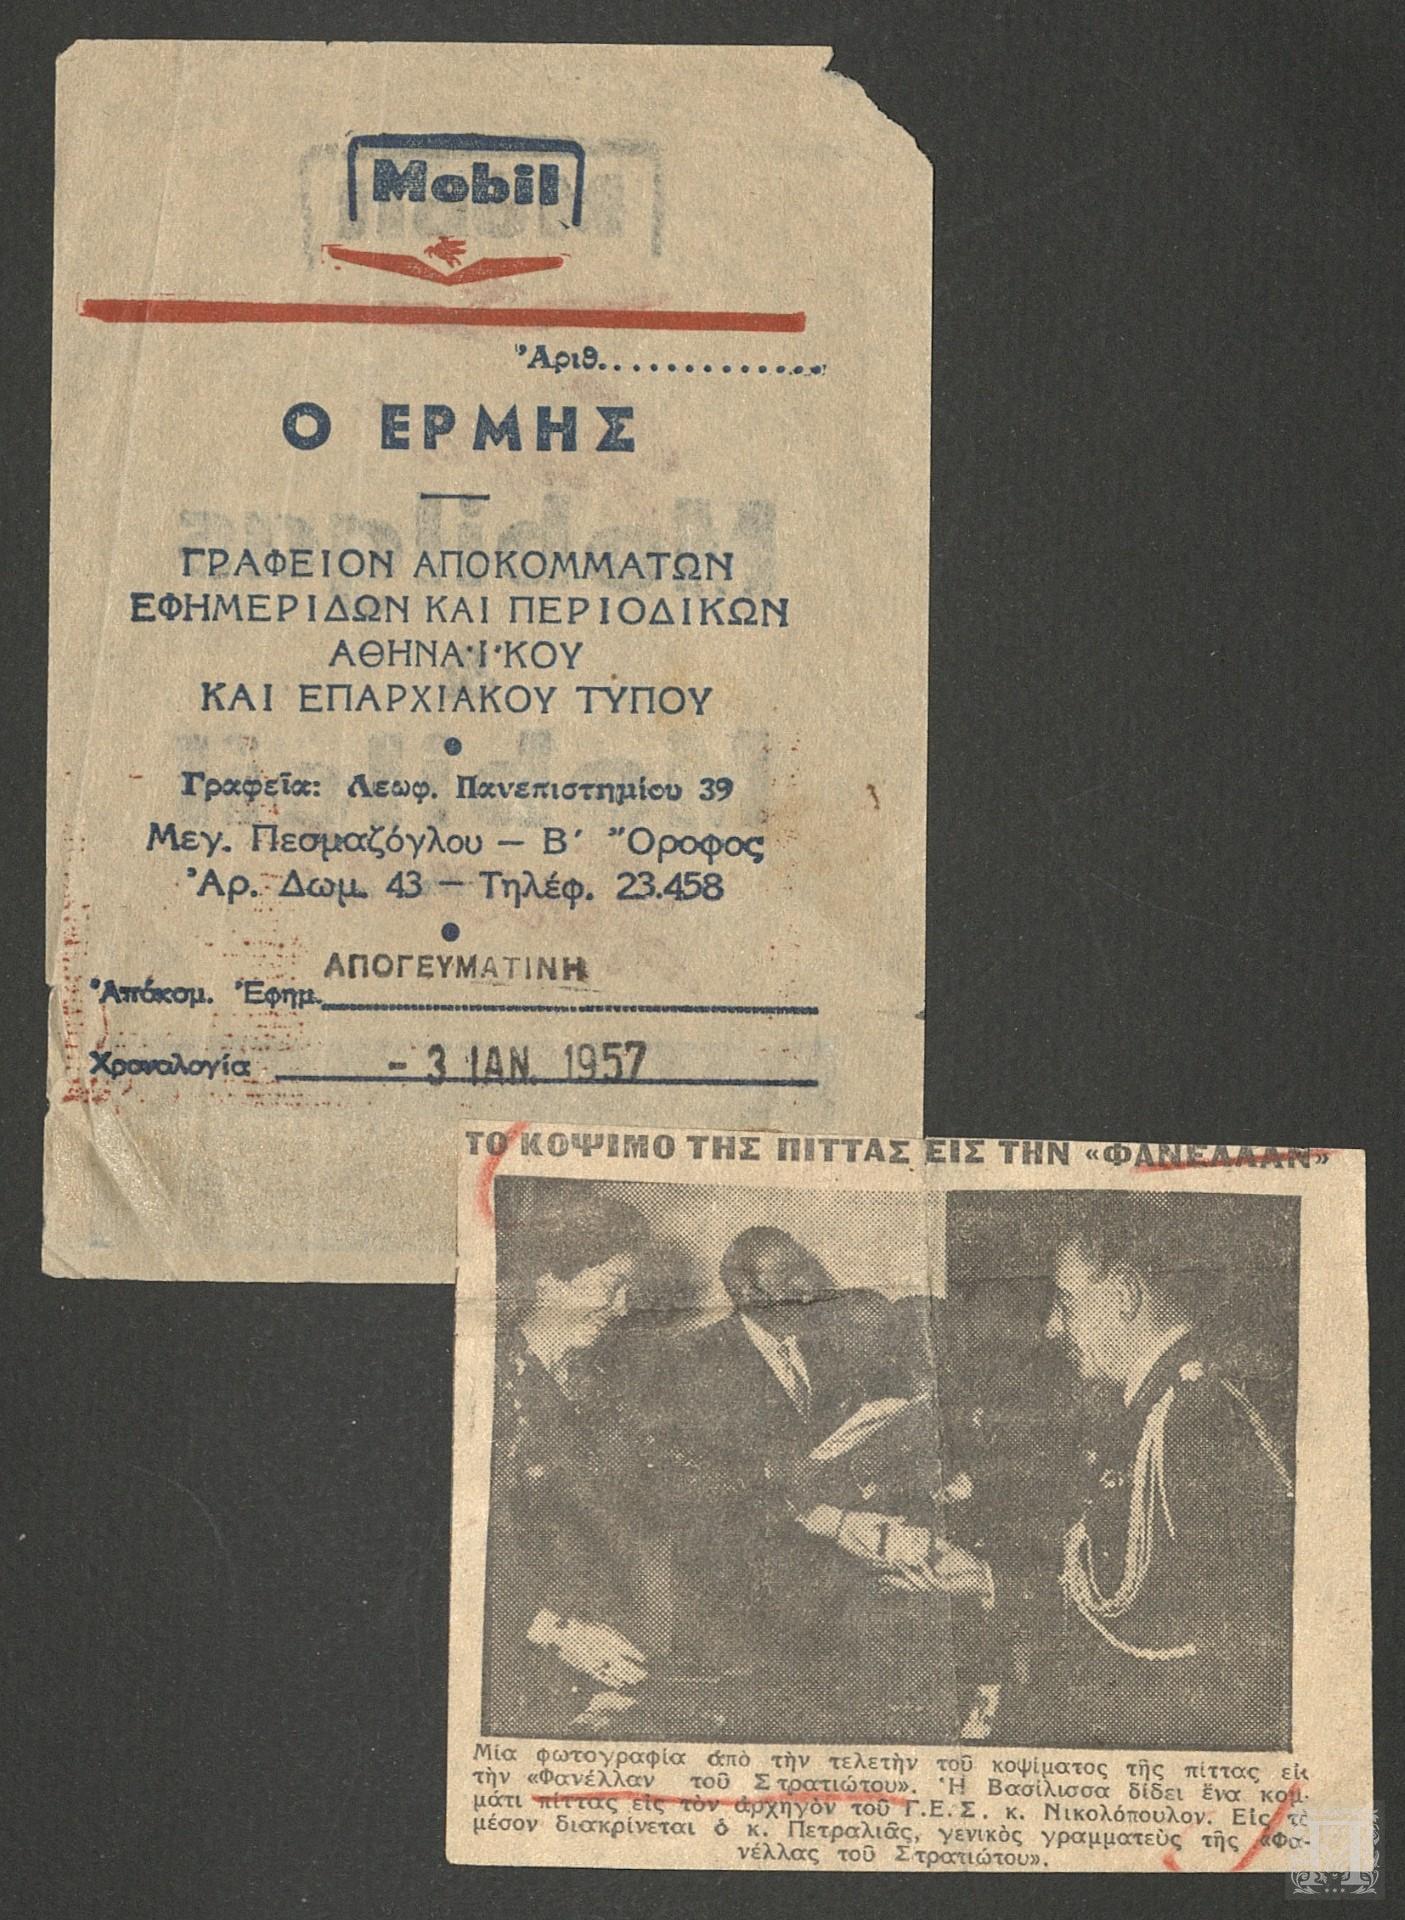 Mobil
Ἀριθ..............
Ο ΕΡΜΗΣ
ΓΡΑΦΕΙΟΝ ΑΠΟΚΟΜΜΑΤΩΝ
ΕΦΗΜΕΡΙΔΩΝ ΚΑΙ ΠΕΡΙΟΔΙΚΩΝ
ΑΘΗΝΑ·Ι·ΚΟΥ
ΚΑΙ ΕΠΑΡΧΙΑΚΟΥ ΤΥΠΟΥ
Γραφεῖα: Λεωφ. Πανεπιστημίου 39
Μεγ. Πεσμαζόγλου — Β΄ Ὄροφος
Ἀρ. Δωμ. 43 — Τηλέφ. 23.458
ΑΠΟΓΕΥΜΑΤΙΝΗ
Ἀπόκομ. Ἐφημ.
Χρονολογία - 3 ΙΑΝ. 1957
ΤΟ ΚΟΨΙΜΟ ΤΗΣ ΠΙΤΤΑΣ ΕΙΣ ΤΗΝ «ΦΑΝΕΛΛΑΝ»
Μία φωτογραφία ἀπὸ τὴν τελετὴν τοῦ κοψίματος τῆς πίττας εἰς
τὴν «Φανέλλαν τοῦ Στρατιώτου». Ἡ Βασίλισσα δίδει ἕνα κομ-
μάτι πίττας εἰς τὸν ἀρχηγὸν τοῦ Γ.Ε.Σ. κ. Νικολόπουλον. Εἰς τὸ
μέσον διακρίνεται ὁ κ. Πετραλιᾶς, γενικὸς γραμματεὺς τῆς «Φα-
νέλλας τοῦ Στρατιώτου».